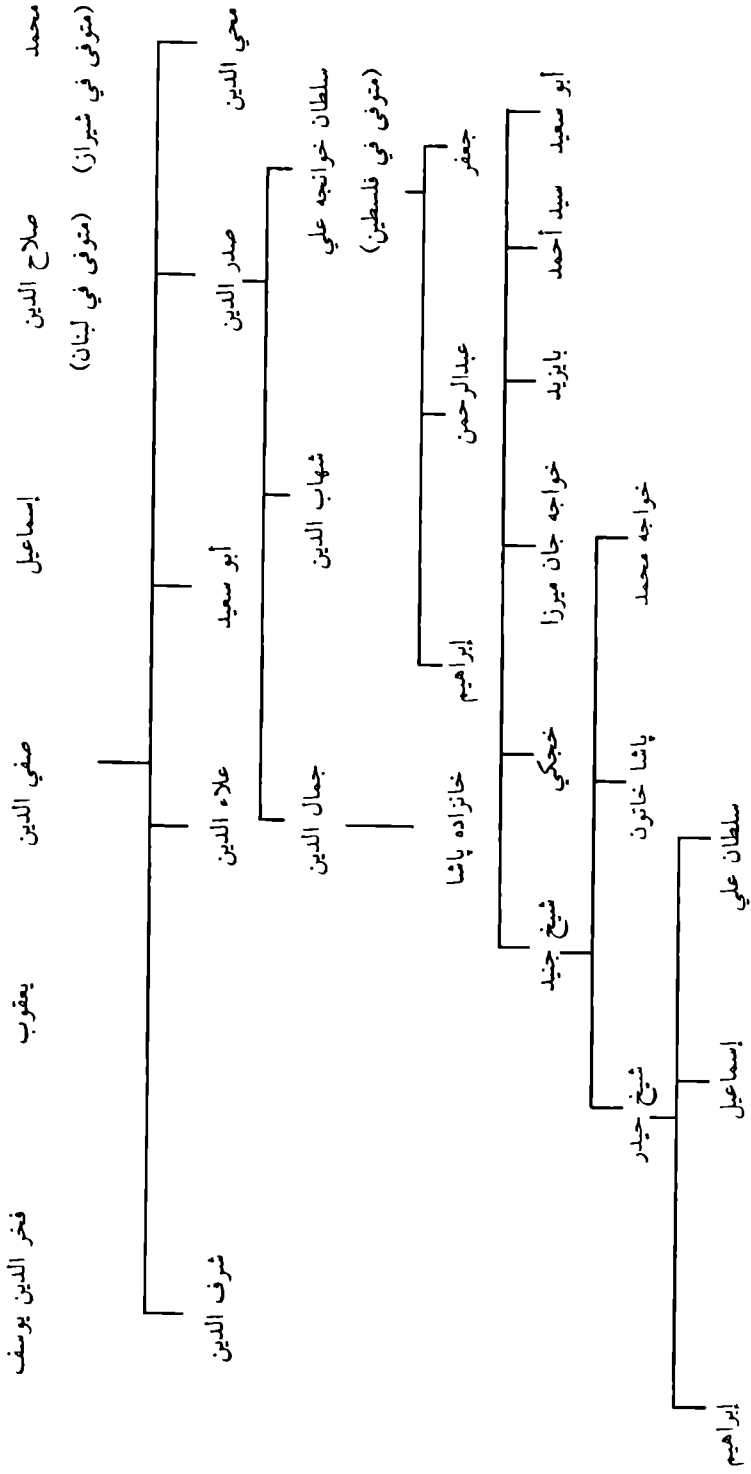 محمد
(متوفى في شيراز)
صلاح الدين
(متوفى في لبنان)
إسماعيل
صفي الدين
يعقوب
فخر الدين يوسف
محي الدين
صدر الدين
أبو سعيد
علاء الدين
شرف الدين
سلطان خوانجه علي
(متوفى في فلسطين)
شهاب الدين
جمال الدين
جعفر
عبدالرحمن
إبراهيم
خانزاده پاشا
أبو سعيد
سيد أحمد
بايزيد
خواجه جان ميرزا
خجكي
شيخ جنيد
خواجه محمد
پاشا خاتون
شيخ حيدر
سلطان علي
إسماعيل
إبراهيم